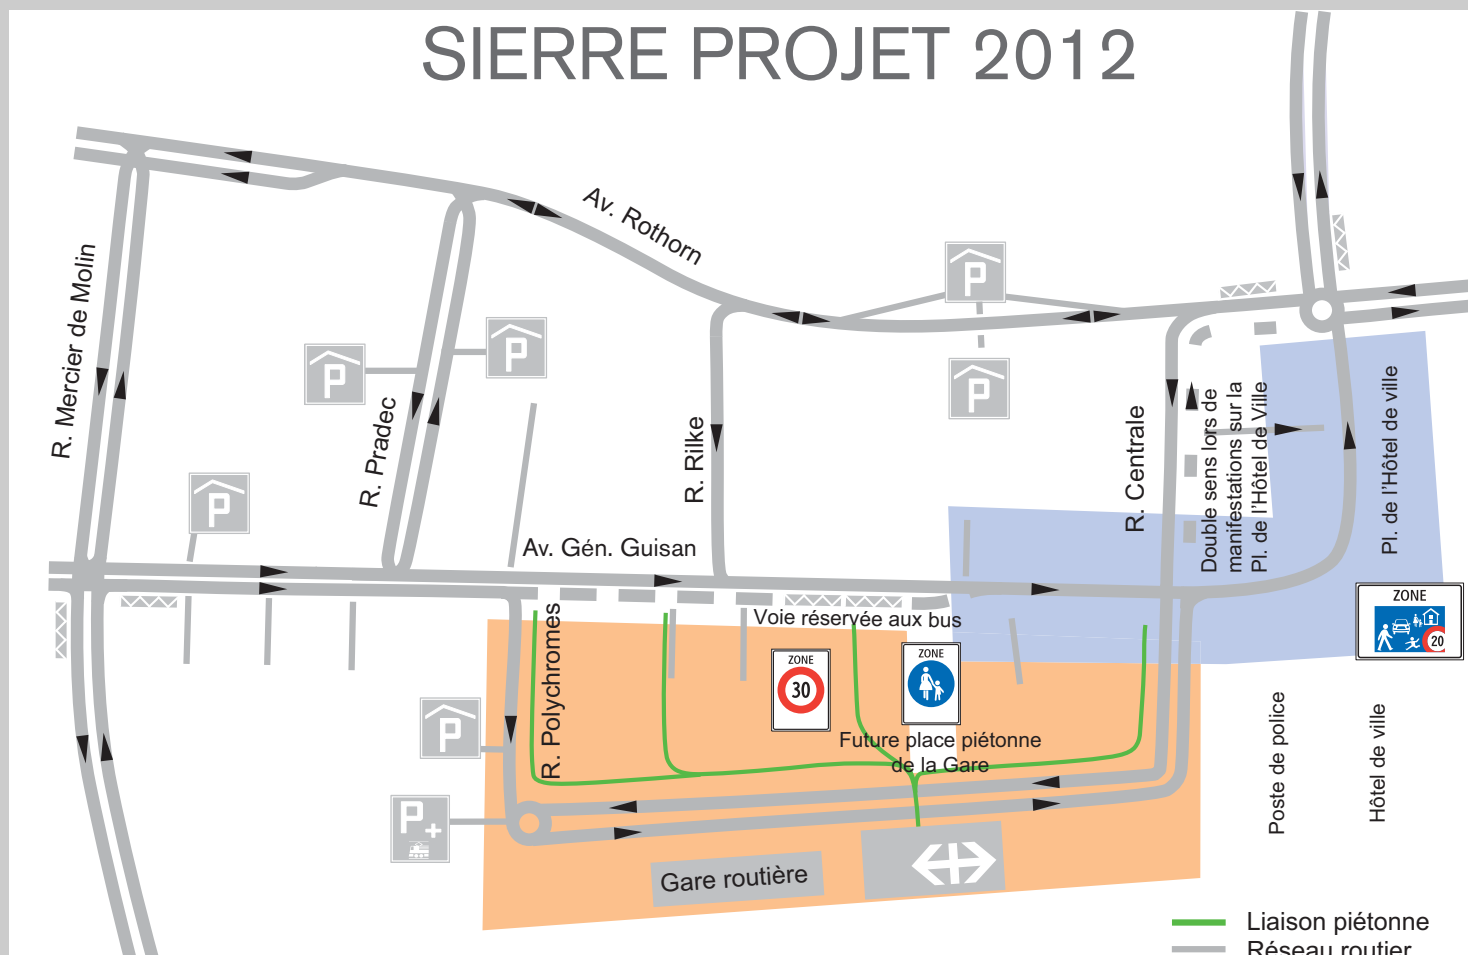 SIERRE PROJET 2012
Av. Rothorn
R. Mercier de Molin
P
P
P
P
P
R. Pradec
R. Rilke
R. Centrale
Double sens lors de
manifestations sur la
Pl. de l'Hôtel de Ville
Pl. de l'Hôtel de ville
Av. Gén. Guisan
Voie réservée aux bus
ZONE
20
ZONE
30
ZONE
R. Polychromes
P
P+
Future place piétonne
de la Gare
Poste de police
Hôtel de ville
Gare routière
Liaison piétonne
Réseau routier